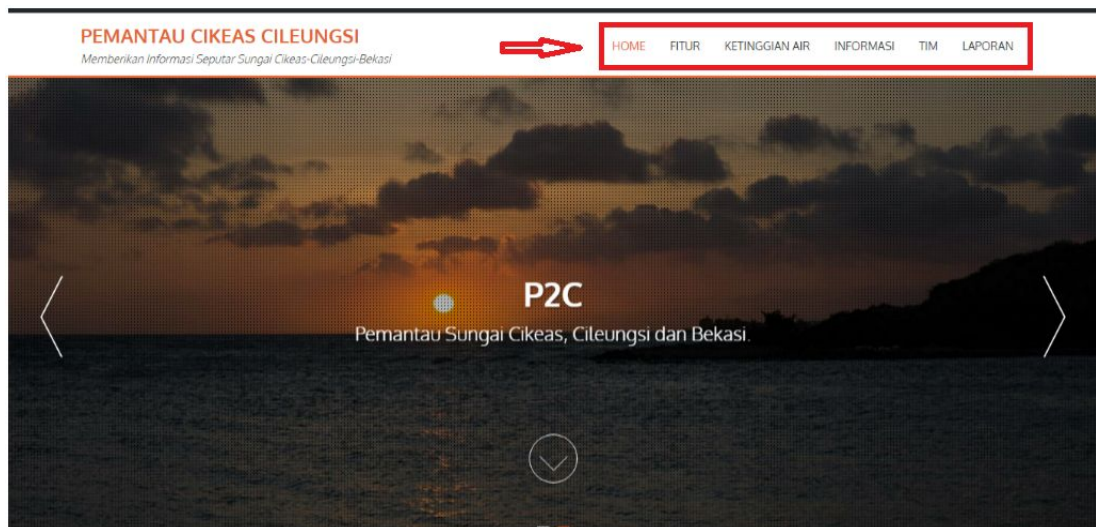 PEMANTAU CIKEAS CILEUNGSI
Memberikan Informasi Seputar Sungai Cikeas-Cileungsi-Bekasi
HOME FITUR KETINGGIAN AIR INFORMASI TIM LAPORAN
P2C
Pemantau Sungai Cikeas, Cileungsi dan Bekasi.